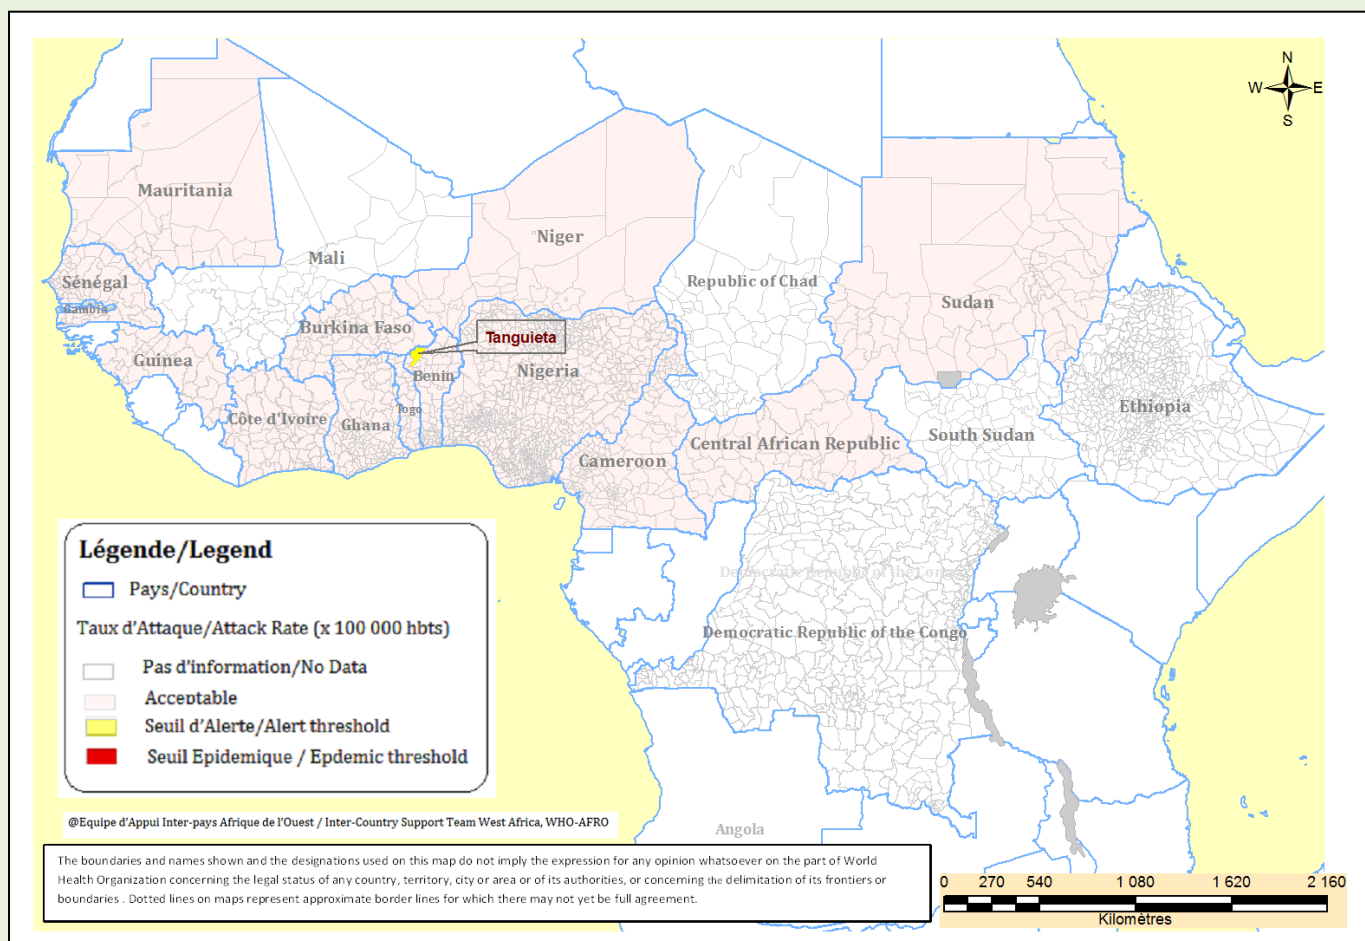 N
W E
S
Mauritania
Mali
Niger
Republic of Chad
Sudan
Sénégal
Gambia
Burkina Faso
Tanguieta
Guinea
Benin
Nigeria
Côte d'Ivoire
Ghana
Togo
Ethiopia
South Sudan
Central African Republic
Cameroon
Democratic Republic of the Congo
Democratic Republic of the Congo
Angola
Légende/Legend
Pays/Country
Taux d'Attaque/Attack Rate (x 100 000 hbts)
Pas d'information/No Data
Acceptable
Seuil d'Alerte/Alert threshold
Seuil Epidemique / Epdemic threshold
@Equipe d'Appui Inter-pays Afrique de l'Ouest / Inter-Country Support Team West Africa, WHO-AFRO
The boundaries and names shown and the designations used on this map do not imply the expression for any opinion whatsoever on the part of World
Health Organization concerning the legal status of any country, territory, city or area or of its authorities, or concerning the delimitation of its frontiers or
boundaries . Dotted lines on maps represent approximate border lines for which there may not yet be full agreement.
0 270 540 1 080 1 620 2 160
Kilomètres